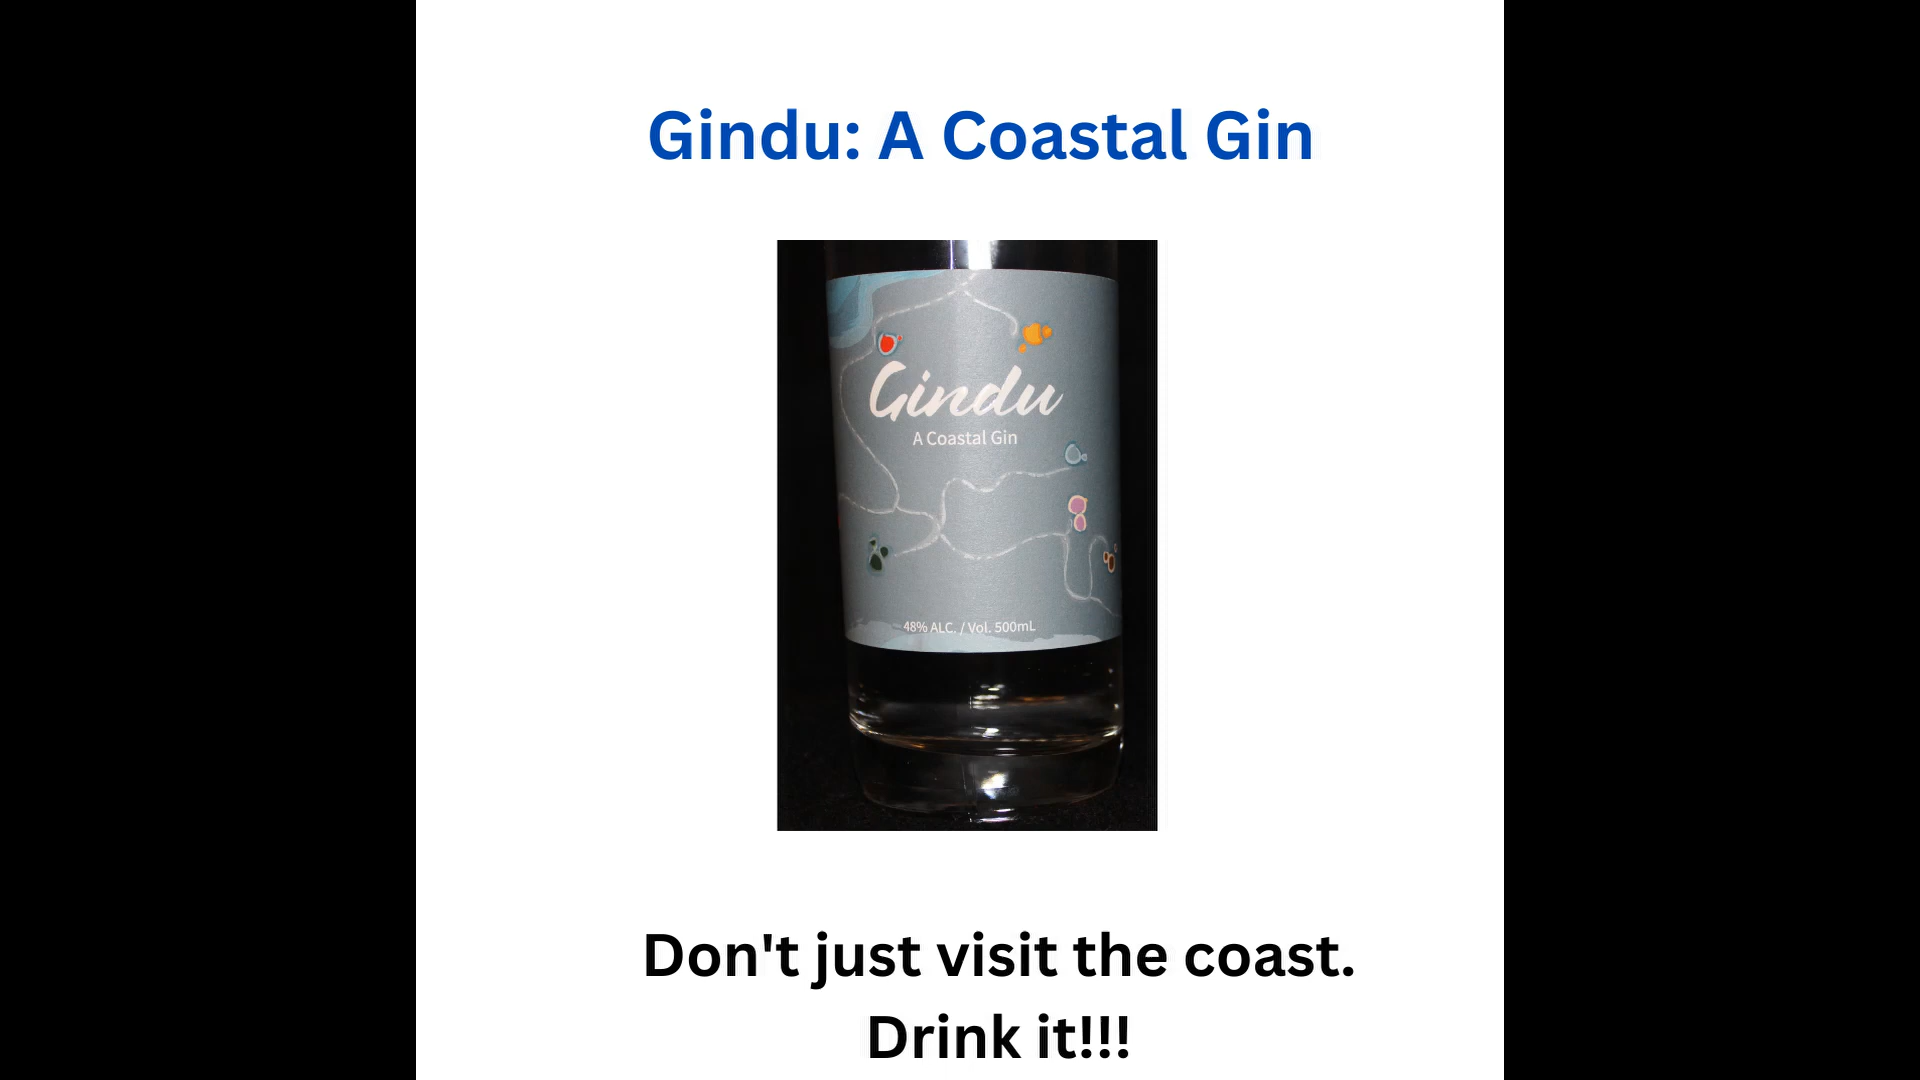 Gindu: A Coastal Gin
Gindu
A Coastal Gin
48% ALC. / Vol. 500mL
Don't just visit the coast.
Drink it!!!